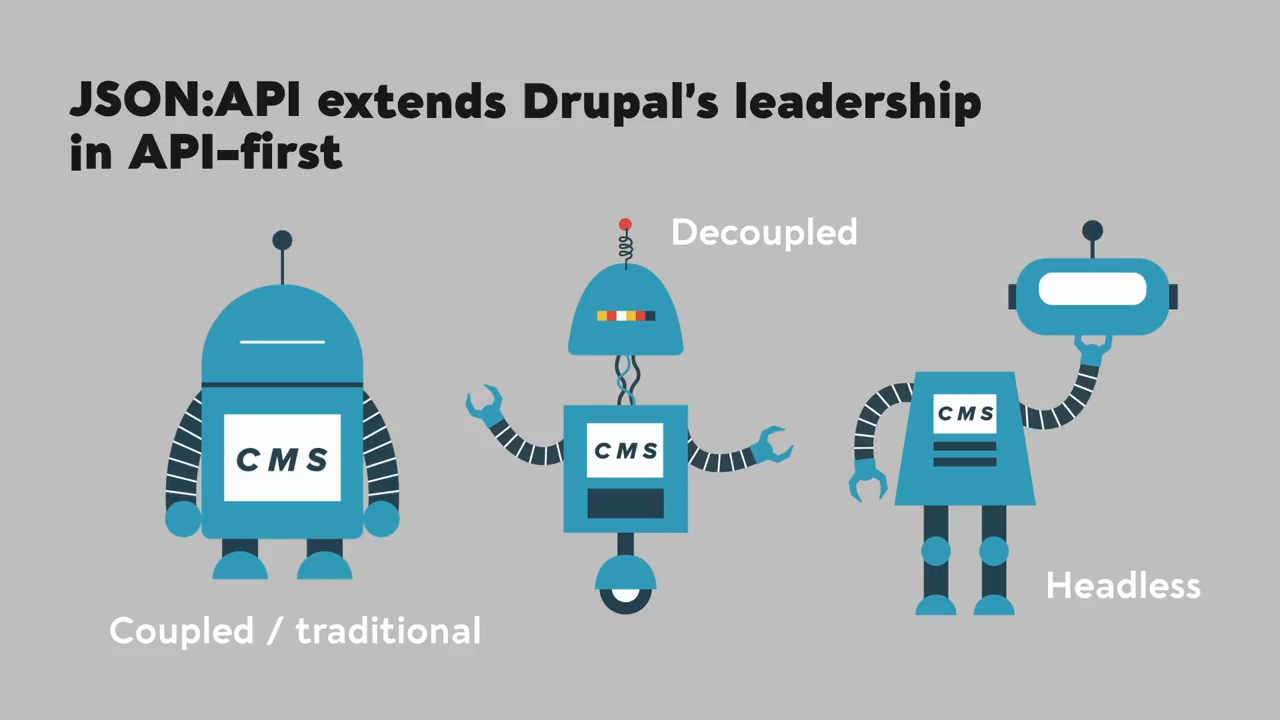 JSON:API extends Drupal's leadership
in API-first
Decoupled
CMS
CMS
CMS
Headless
Coupled / traditional